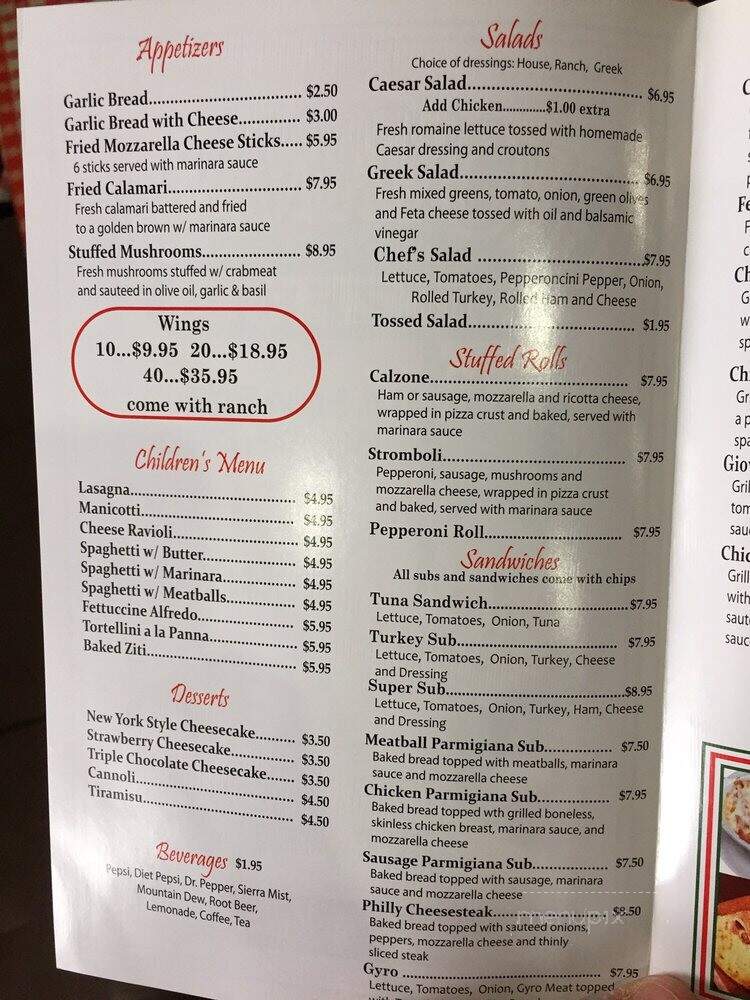 Appetizers
Garlic Bread................................ $2.50
Garlic Bread with Cheese............. $3.00
Fried Mozzarella Cheese Sticks..... $5.95
6 sticks served with marinara sauce
Fried Calamari............................ $7.95
Fresh calamari battered and fried
to a golden brown w/ marinara sauce
Stuffed Mushrooms..................... $8.95
Fresh mushrooms stuffed w/ crabmeat
and sauteed in olive oil, garlic & basil
Wings
10...$9.95 20...$18.95
40...$35.95
come with ranch
Children's Menu
Lasagna.................................. $4.95
Manicotti................................ $4.95
Cheese Ravioli.......................... $4.95
Spaghetti w/ Butter.................... $4.95
Spaghetti w/ Marinara................ $4.95
Spaghetti w/ Meatballs............... $4.95
Fettuccine Alfredo..................... $5.95
Tortellini a la Panna................... $5.95
Baked Ziti................................ $5.95
Desserts
New York Style Cheesecake.......... $3.50
Strawberry Cheesecake.............. $3.50
Triple Chocolate Cheesecake....... $3.50
Cannoli.................................. $4.50
Tiramisu................................. $4.50
Beverages $1.95
Pepsi, Diet Pepsi, Dr. Pepper, Sierra Mist,
Mountain Dew, Root Beer,
Lemonade, Coffee, Tea
Salads
Choice of dressings: House, Ranch, Greek
Caesar Salad................................... $6.95
Add Chicken.............$1.00 extra
Fresh romaine lettuce tossed with homemade
Caesar dressing and croutons
Greek Salad.................................... $6.95
Fresh mixed greens, tomato, onion, green olives
and Feta cheese tossed with oil and balsamic
vinegar
Chef's Salad ..................................$7.95
Lettuce, Tomatoes, Pepperoncini Pepper, Onion,
Rolled Turkey, Rolled Ham and Cheese
Tossed Salad.................................. $1.95
Stuffed Rolls
Calzone......................................... $7.95
Ham or sausage, mozzarella and ricotta cheese,
wrapped in pizza crust and baked, served with
marinara sauce
Stromboli...................................... $7.95
Pepperoni, sausage, mushrooms and
mozzarella cheese, wrapped in pizza crust
and baked, served with marinara sauce
Pepperoni Roll............................. $7.95
Sandwiches
All subs and sandwiches come with chips
Tuna Sandwich.............................$7.95
Lettuce, Tomatoes, Onion, Tuna
Turkey Sub................................. $7.95
Lettuce, Tomatoes, Onion, Turkey, Cheese
and Dressing
Super Sub.....................................$8.95
Lettuce, Tomatoes, Onion, Turkey, Ham, Cheese
and Dressing
Meatball Parmigiana Sub.............. $7.50
Baked bread topped with meatballs, marinara
sauce and mozzarella cheese
Chicken Parmigiana Sub............... $7.95
Baked bread topped wth grilled boneless,
skinless chicken breast, marinara sauce, and
mozzarella cheese
Sausage Parmigiana Sub............... $7.50
Baked bread topped with sausage, marinara
sauce and mozzarella cheese
Philly Cheesesteak........................ $8.50
Baked bread topped with sauteed onions,
peppers, mozzarella cheese and thinly
sliced steak
Gyro .......................................... $7.95
Lettuce, Tomatoes, Onion, Gyro Meat topped
menupix